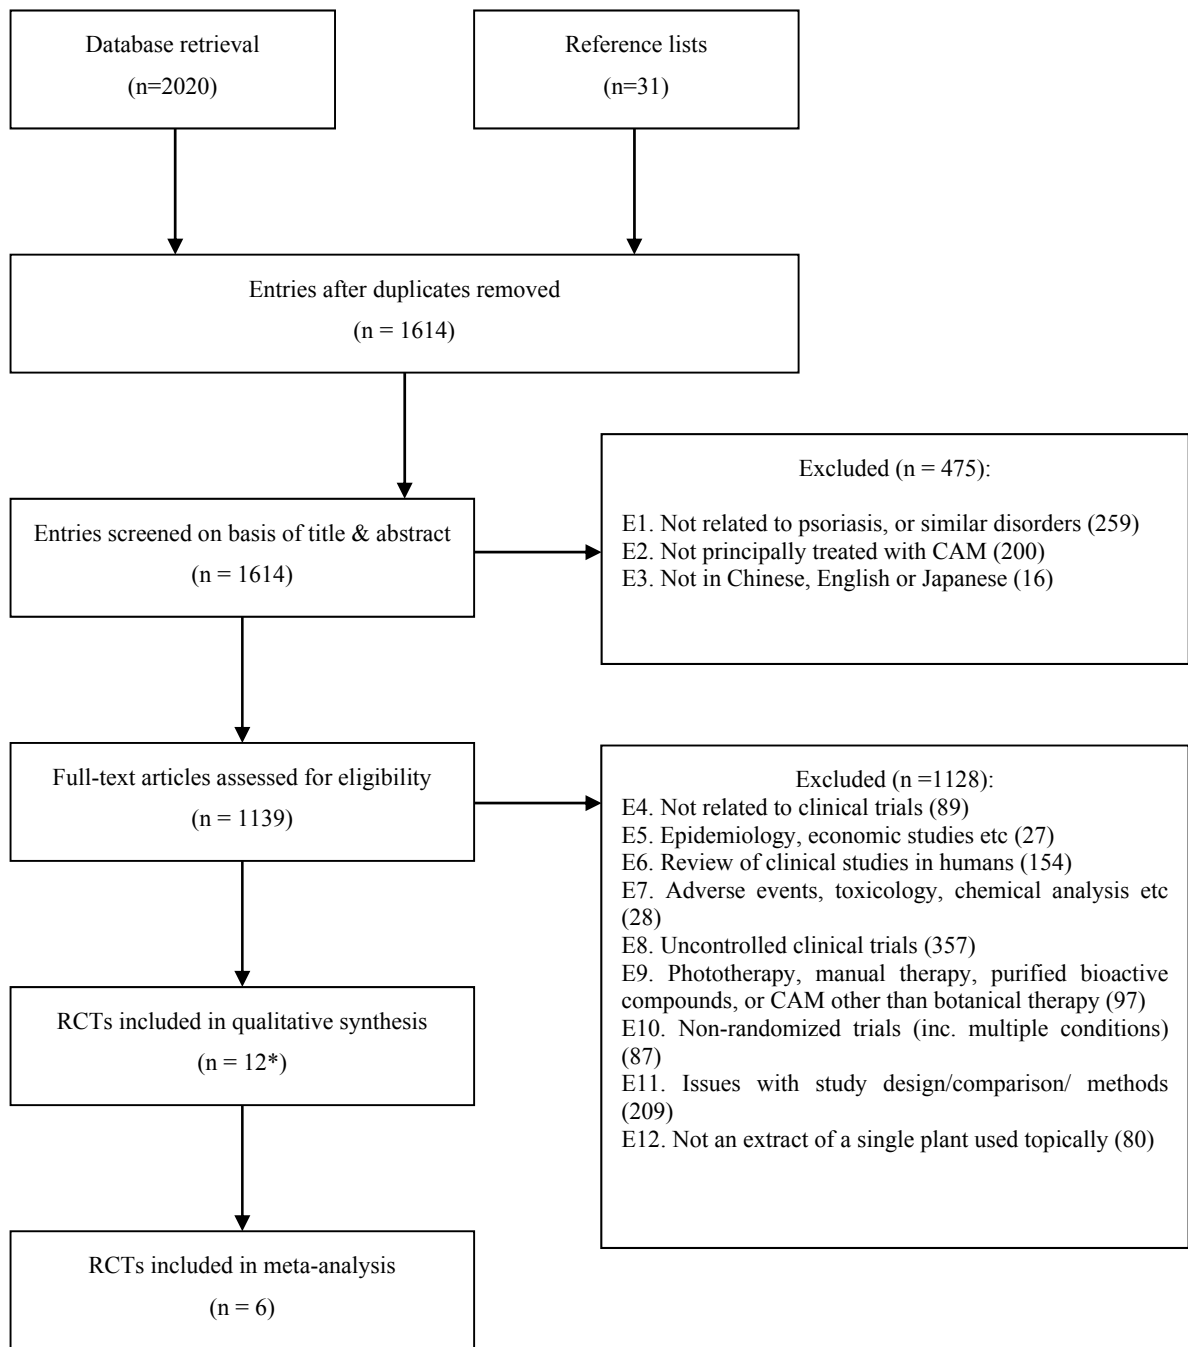 Database retrieval
(n=2020)
Reference lists
(n=31)
Entries after duplicates removed
(n = 1614)
Entries screened on basis of title & abstract
(n = 1614)
Excluded (n = 475):
E1. Not related to psoriasis, or similar disorders (259)
E2. Not principally treated with CAM (200)
E3. Not in Chinese, English or Japanese (16)
Full-text articles assessed for eligibility
(n = 1139)
Excluded (n =1128):
E4. Not related to clinical trials (89)
E5. Epidemiology, economic studies etc (27)
E6. Review of clinical studies in humans (154)
E7. Adverse events, toxicology, chemical analysis etc
(28)
E8. Uncontrolled clinical trials (357)
E9. Phototherapy, manual therapy, purified bioactive
compounds, or CAM other than botanical therapy (97)
E10. Non-randomized trials (inc. multiple conditions)
(87)
E11. Issues with study design/comparison/ methods
(209)
E12. Not an extract of a single plant used topically (80)
RCTs included in qualitative synthesis
(n = 12*)
RCTs included in meta-analysis
(n = 6)